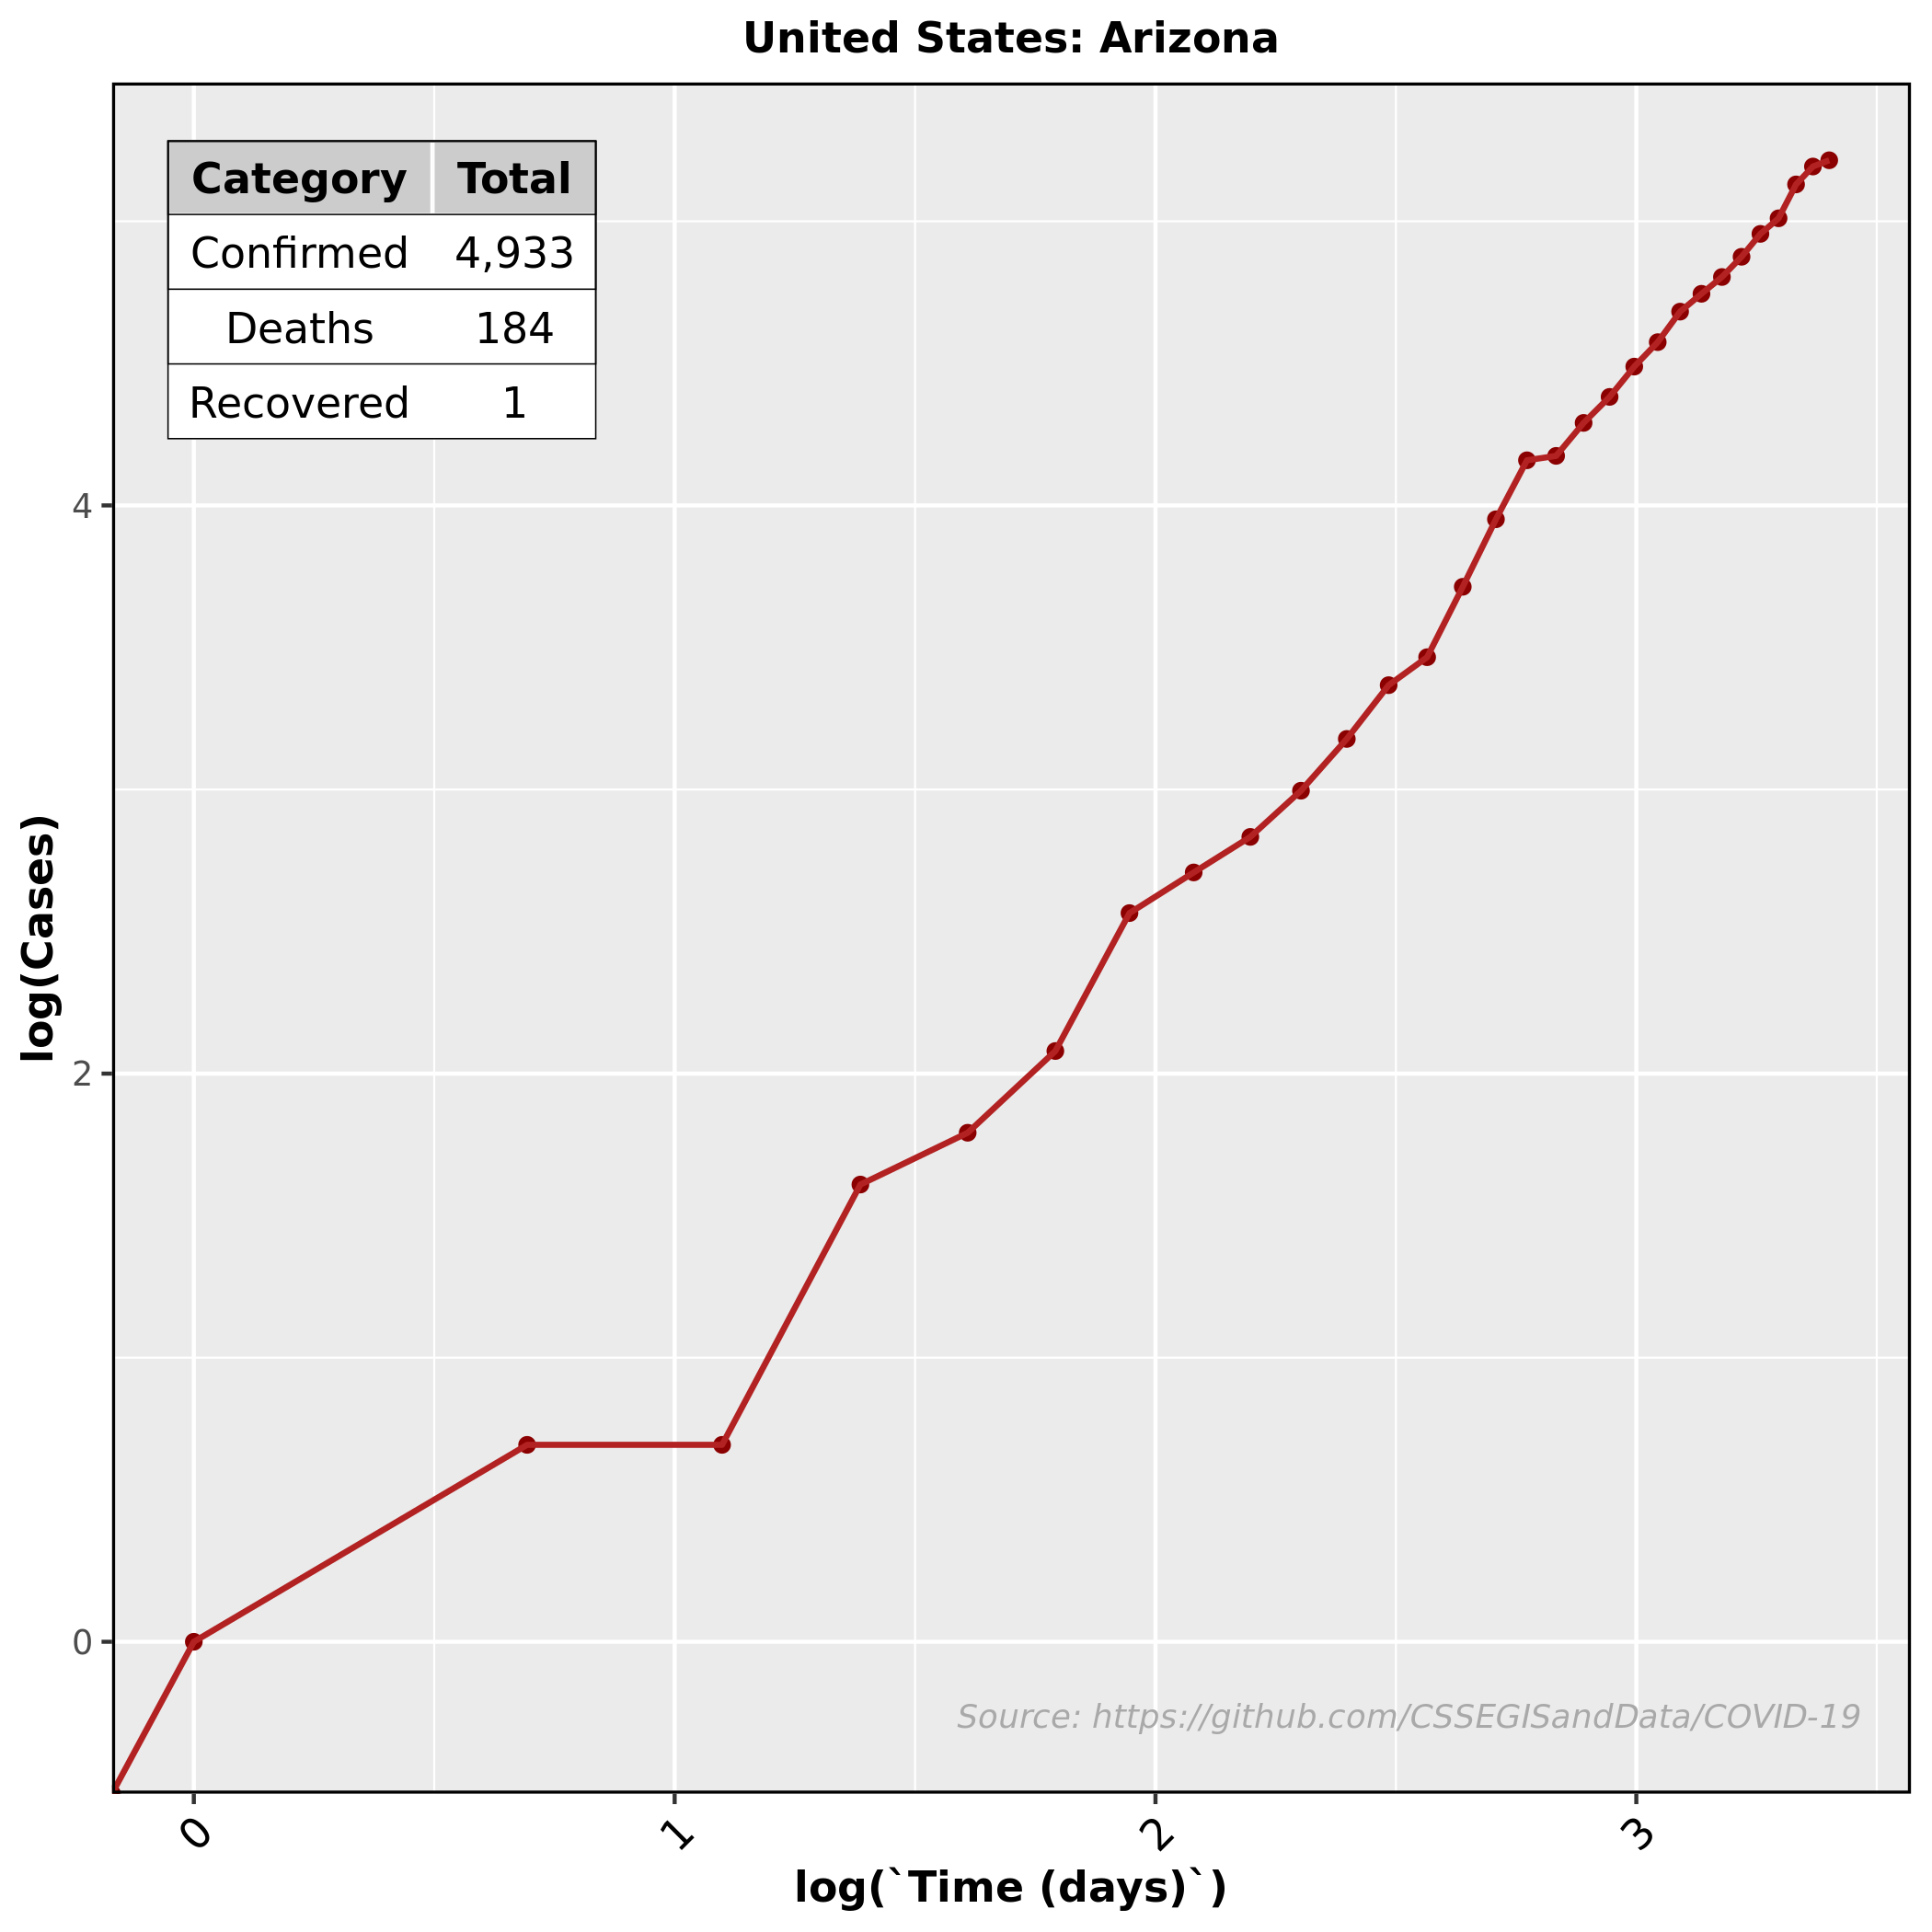 United States: Arizona
Category Total
Confirmed 4,933
Deaths 184
Recovered 1
4
2
0
log(Cases)
Source: https://github.com/CSSEGISandData/COVID-19
0 1 2 3
log(`Time (days)`)